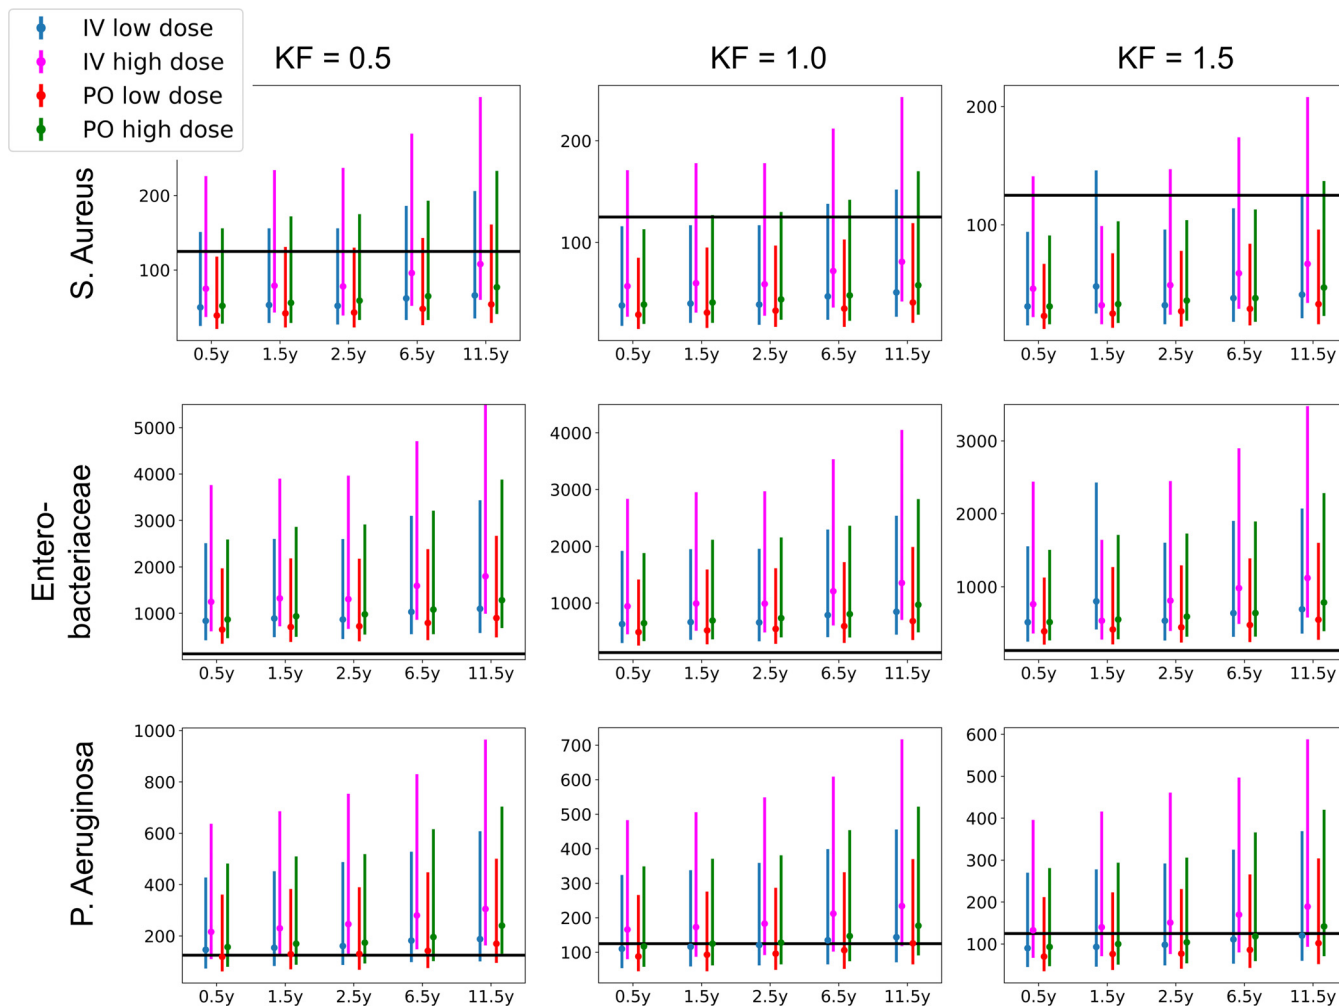 IV low dose
IV high dose
PO low dose
PO high dose
KF = 0.5
KF = 1.0
KF = 1.5
S. Aureus
200
100
0.5y 1.5y 2.5y 6.5y 11.5y
200
100
0.5y 1.5y 2.5y 6.5y 11.5y
200
100
0.5y 1.5y 2.5y 6.5y 11.5y
Entero-
bacteriaceae
5000
4000
3000
2000
1000
0.5y 1.5y 2.5y 6.5y 11.5y
4000
3000
2000
1000
0.5y 1.5y 2.5y 6.5y 11.5y
3000
2000
1000
0.5y 1.5y 2.5y 6.5y 11.5y
P. Aeruginosa
1000
800
600
400
200
0.5y 1.5y 2.5y 6.5y 11.5y
700
600
500
400
300
200
100
0.5y 1.5y 2.5y 6.5y 11.5y
600
500
400
300
200
100
0.5y 1.5y 2.5y 6.5y 11.5y